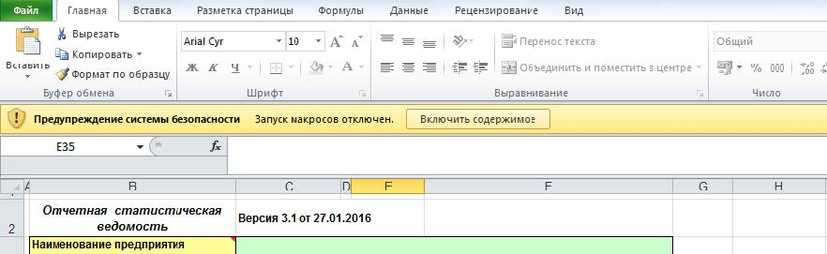 Файл Главная Вставка Разметка страницы Формулы Данные Рецензирование Вид
Вырезать
Arial Cyr 10 A A Перенос текста Общий
Копировать
Вставить Формат по образцу Ж К Ч A Объединить и поместить в центре % 000
Буфер обмена Шрифт Выравнивание Число
Предупреждение системы безопасности Запуск макросов отключен. Включить содержимое
E35 fx
A B C D E F G H
2 Отчетная статистическая
ведомость
Версия 3.1 от 27.01.2016
Наименование предприятия